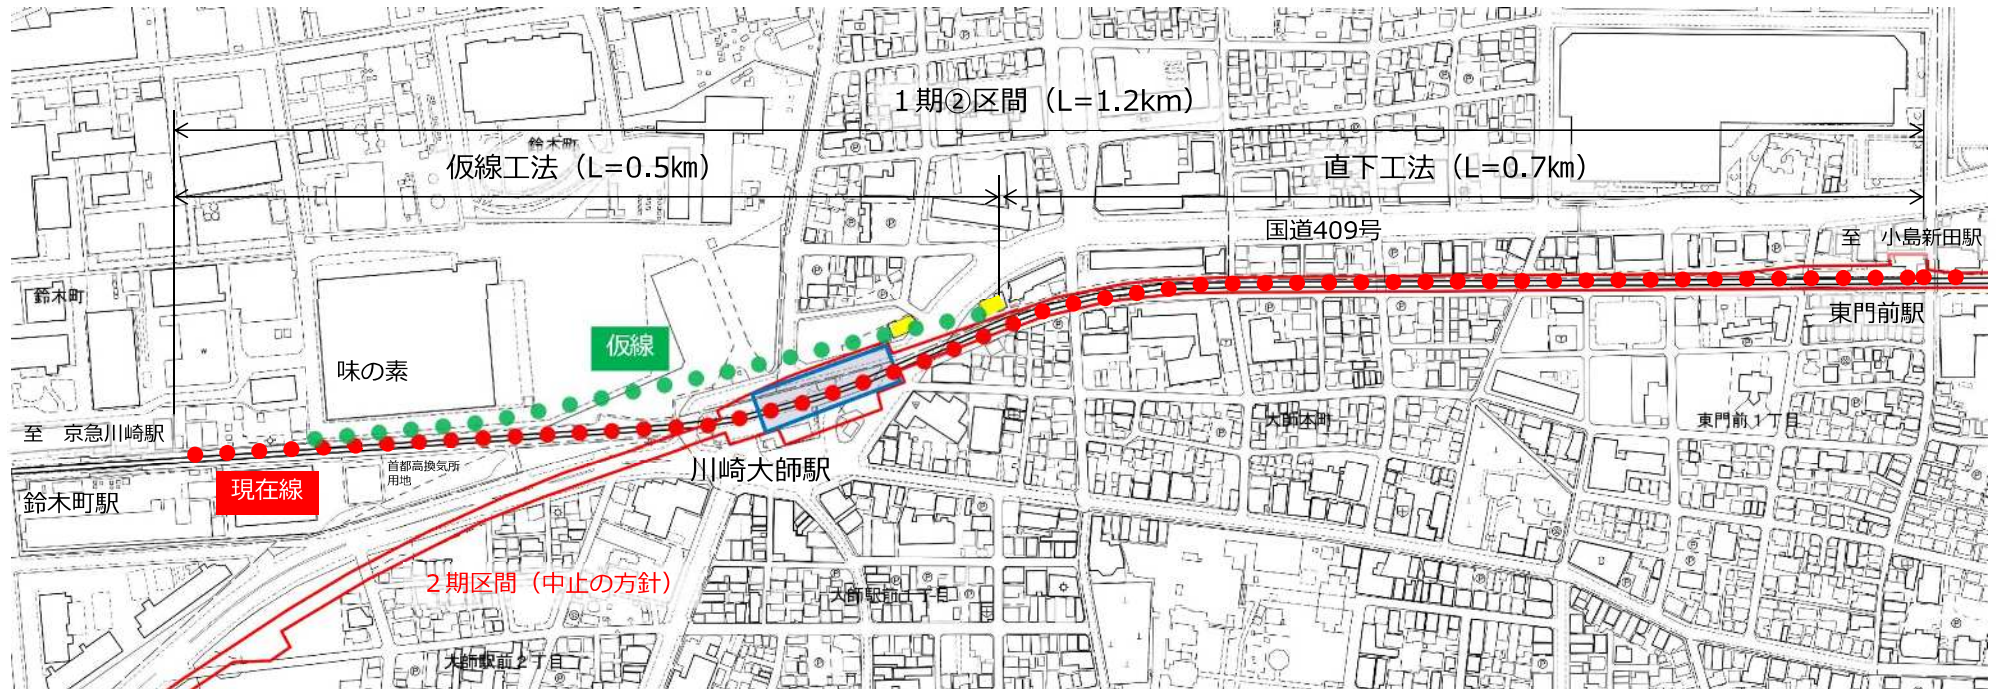 1期②区間（L=1.2km）
鈴木町
仮線工法（L=0.5km）
直下工法（L=0.7km）
国道409号
至　小島新田駅
鈴木町
東門前駅
仮線
味の素
大師本町
東門前1丁目
至　京急川崎駅
川崎大師駅
首都高換気所
用地
現在線
鈴木町駅
2期区間（中止の方針）
大師駅前1丁目
大師駅前2丁目